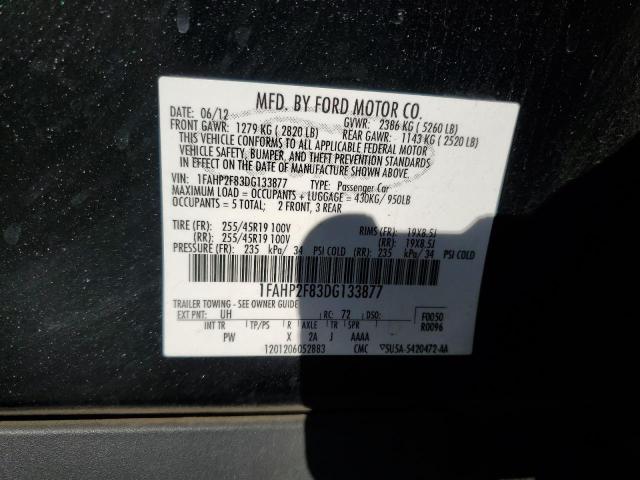 MFD. BY FORD MOTOR CO.
DATE: 06/12 GVWR: 2386 KG ( 5260 LB)
FRONT GAWR: 1279 KG ( 2820 LB) REAR GAWR: 1143 KG ( 2520 LB)
THIS VEHICLE CONFORMS TO ALL APPLICABLE FEDERAL MOTOR
VEHICLE SAFETY, BUMPER, AND THEFT PREVENTION STANDARDS
IN EFFECT ON THE DATE OF MANUFACTURE SHOWN ABOVE.
VIN: 1FAHP2F83DG133877 TYPE: Passenger Car
MAXIMUM LOAD = OCCUPANTS + LUGGAGE = 430KG/ 950LB
OCCUPANTS = 5 TOTAL; 2 FRONT, 3 REAR
TIRE (FR): 255/45R19 100V RIMS (FR): 19X8.5J
(RR): 255/45R19 100V (RR): 19X8.5J
PRESSURE (FR): 235 kPa/ 34 PSI COLD (RR): 235 kPa/ 34 PSI COLD
1FAHP2F83DG133877
TRAILER TOWING - SEE OWNER GUIDE
EXT PNT: UH RC: 72 DSO: F0050
R0096
INT TR TP/PS R AXLE TR SPR
PW X 2A J AAAA
1201206052883 CMC ▽5U5A-5420472-AA